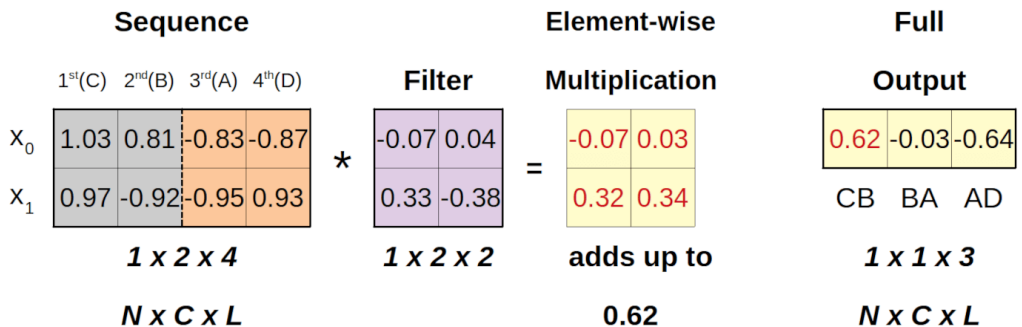 Sequence Element-wise Full
1st(C) 2nd(B) 3rd(A) 4th(D) Filter Multiplication Output
x0 1.03 0.81 -0.83 -0.87 -0.07 0.04 -0.07 0.03 0.62 -0.03 -0.64
* =
x1 0.97 -0.92 -0.95 0.93 0.33 -0.38 0.32 0.34 CB BA AD
1 x 2 x 4 1 x 2 x 2 adds up to 1 x 1 x 3
N x C x L 0.62 N x C x L